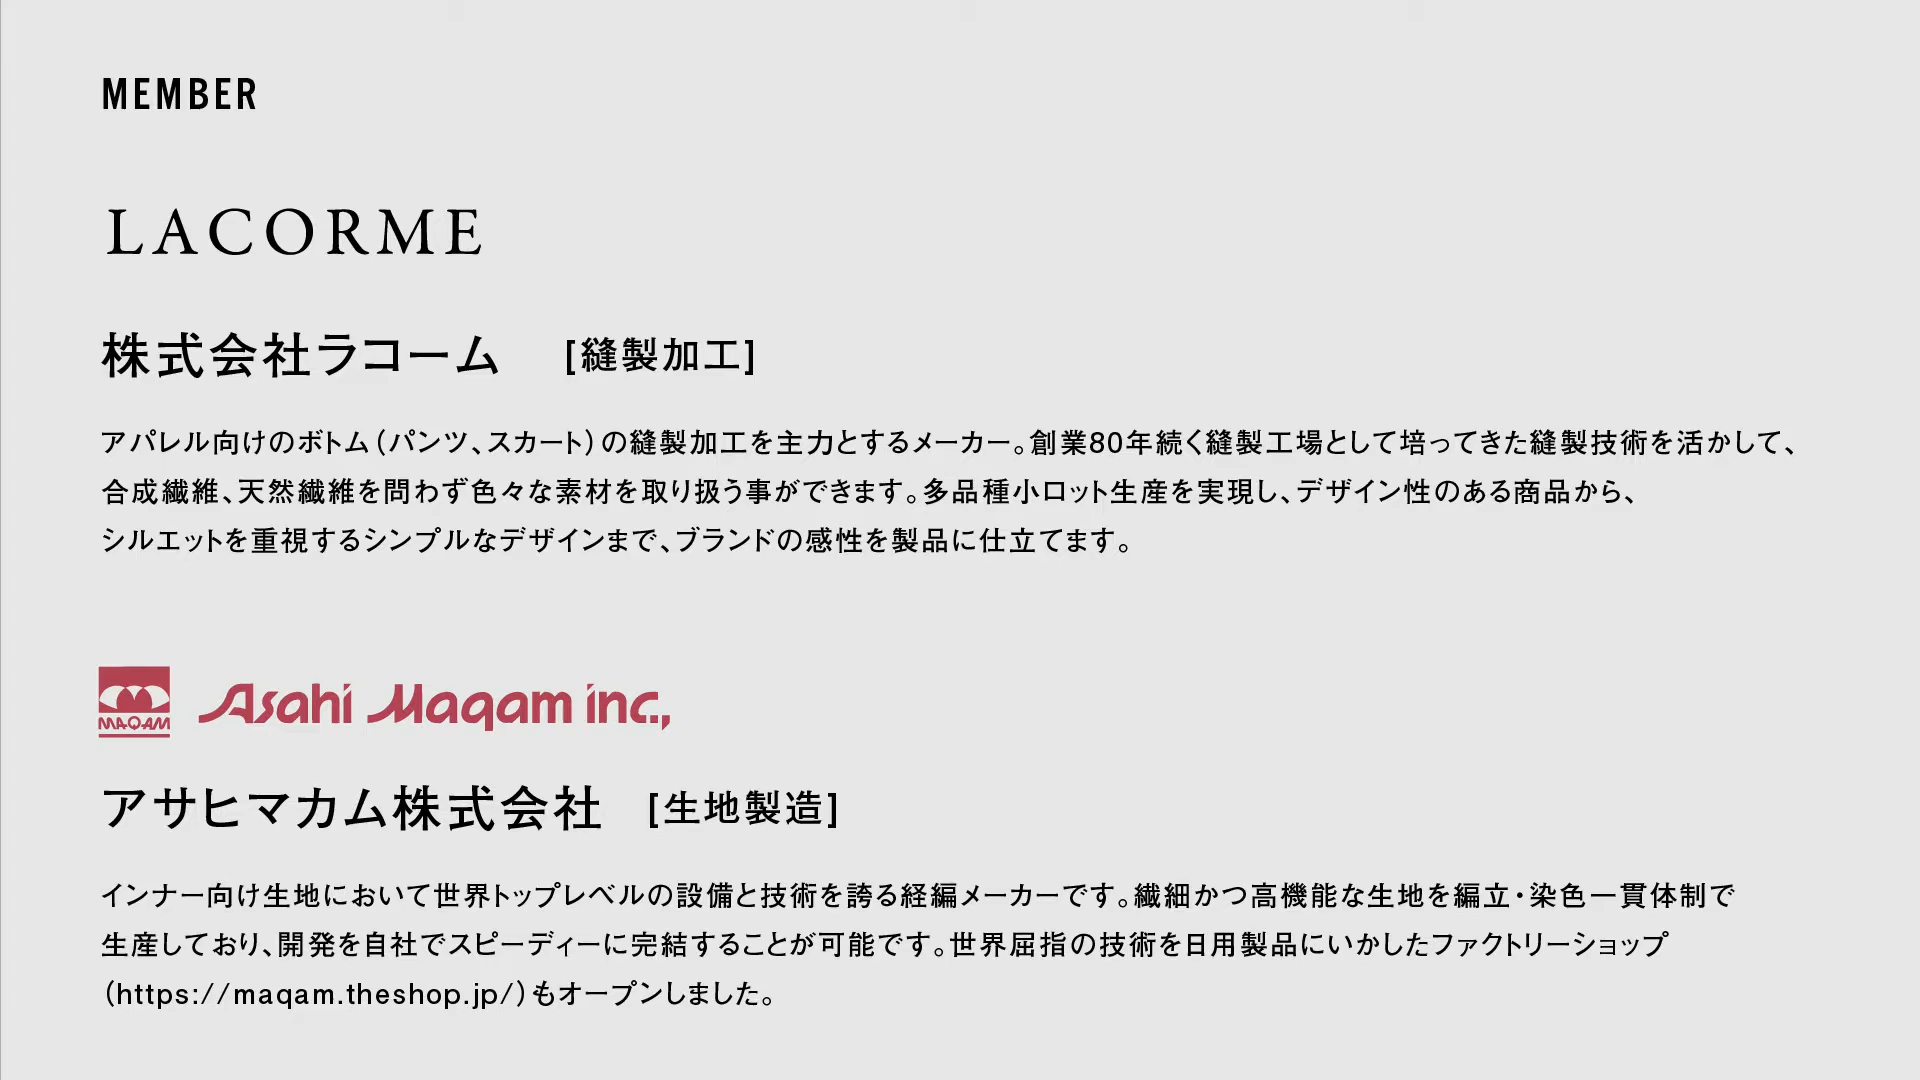 MEMBER
LACORME
株式会社ラコーム [縫製加工]
アパレル向けのボトム(パンツ、スカート)の縫製加工を主力とするメーカー。創業80年続く縫製工場として培ってきた縫製技術を活かして、
合成繊維、天然繊維を問わず色々な素材を取り扱う事ができます。多品種小ロット生産を実現し、デザイン性のある商品から、
シルエットを重視するシンプルなデザインまで、ブランドの感性を製品に仕立てます。
MAQAM Asahi Maqam inc.,
アサヒマカム株式会社 [生地製造]
インナー向け生地において世界トップレベルの設備と技術を誇る経編メーカーです。繊細かつ高機能な生地を編立・染色一貫体制で
生産しており、開発を自社でスピーディーに完結することが可能です。世界屈指の技術を日用製品にいかしたファクトリーショップ
(https://maqam.theshop.jp/)もオープンしました。